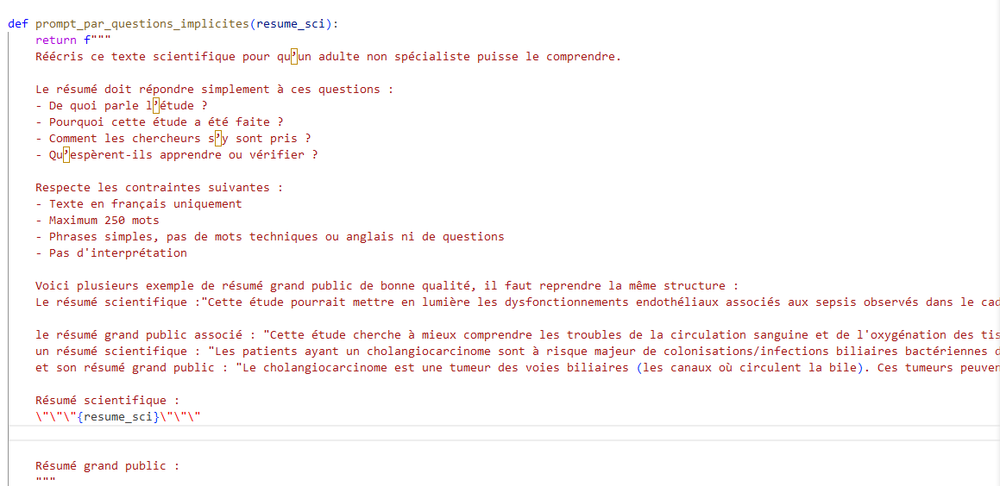 def prompt_par_questions_implicites(resume_sci):
return f"""
Réécris ce texte scientifique pour qu’un adulte non spécialiste puisse le comprendre.
Le résumé doit répondre simplement à ces questions :
- De quoi parle l’étude ?
- Pourquoi cette étude a été faite ?
- Comment les chercheurs s’y sont pris ?
- Qu’espèrent-ils apprendre ou vérifier ?
Respecte les contraintes suivantes :
- Texte en français uniquement
- Maximum 250 mots
- Phrases simples, pas de mots techniques ou anglais ni de questions
- Pas d'interprétation
Voici plusieurs exemple de résumé grand public de bonne qualité, il faut reprendre la même structure :
Le résumé scientifique :"Cette étude pourrait mettre en lumière les dysfonctionnements endothéliaux associés aux sepsis observés dans le
le résumé grand public associé : "Cette étude cherche à mieux comprendre les troubles de la circulation sanguine et de l'oxygénation des
un résumé scientifique : "Les patients ayant un cholangiocarcinome sont à risque majeur de colonisations/infections biliaires bactériennes
et son résumé grand public : "Le cholangiocarcinome est une tumeur des voies biliaires (les canaux où circulent la bile). Ces tumeurs
Résumé scientifique :
\"\"\"{resume_sci}\"\"\"
Résumé grand public :
"""